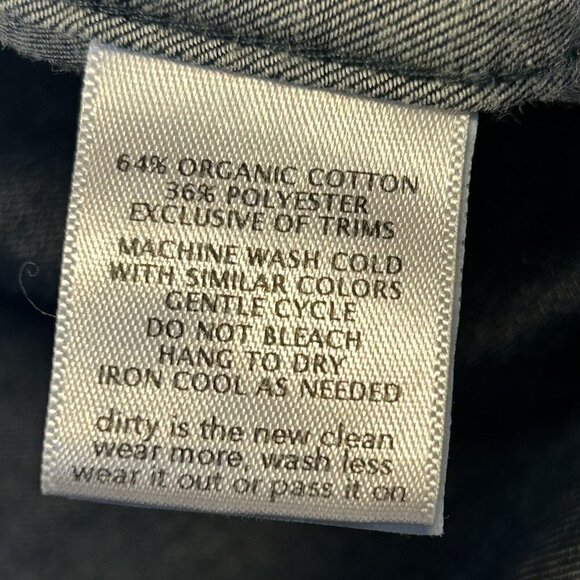 64% ORGANIC COTTON
36% POLYESTER
EXCLUSIVE OF TRIMS
MACHINE WASH COLD
WITH SIMILAR COLORS
GENTLE CYCLE
DO NOT BLEACH
HANG TO DRY
IRON COOL AS NEEDED
dirty is the new clean
wear more, wash less
wear it out or pass it on